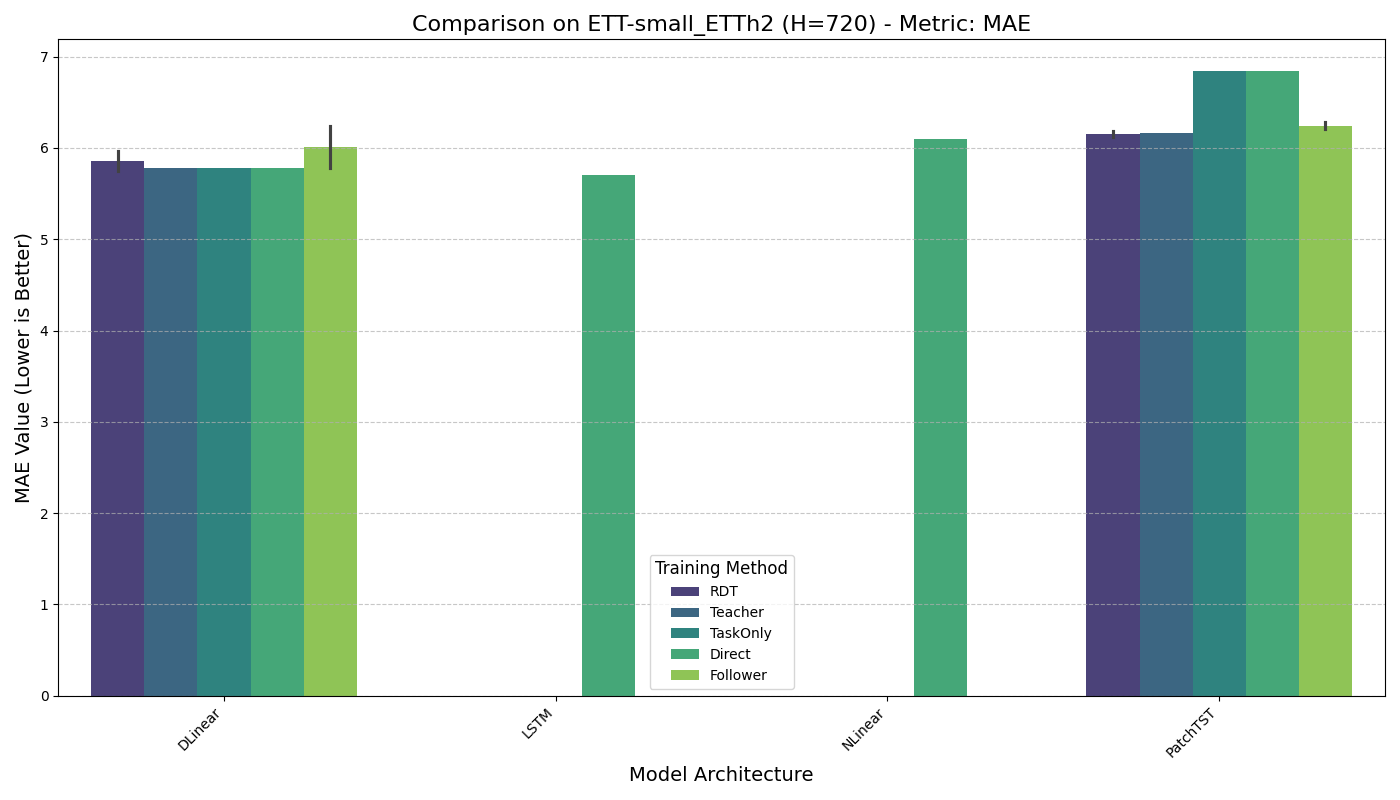 Comparison on ETT-small_ETTh2 (H=720) - Metric: MAE
MAE Value (Lower is Better)
7
6
5
4
3
2
1
0
Training Method
RDT
Teacher
TaskOnly
Direct
Follower
DLinear
LSTM
NLinear
PatchTST
Model Architecture